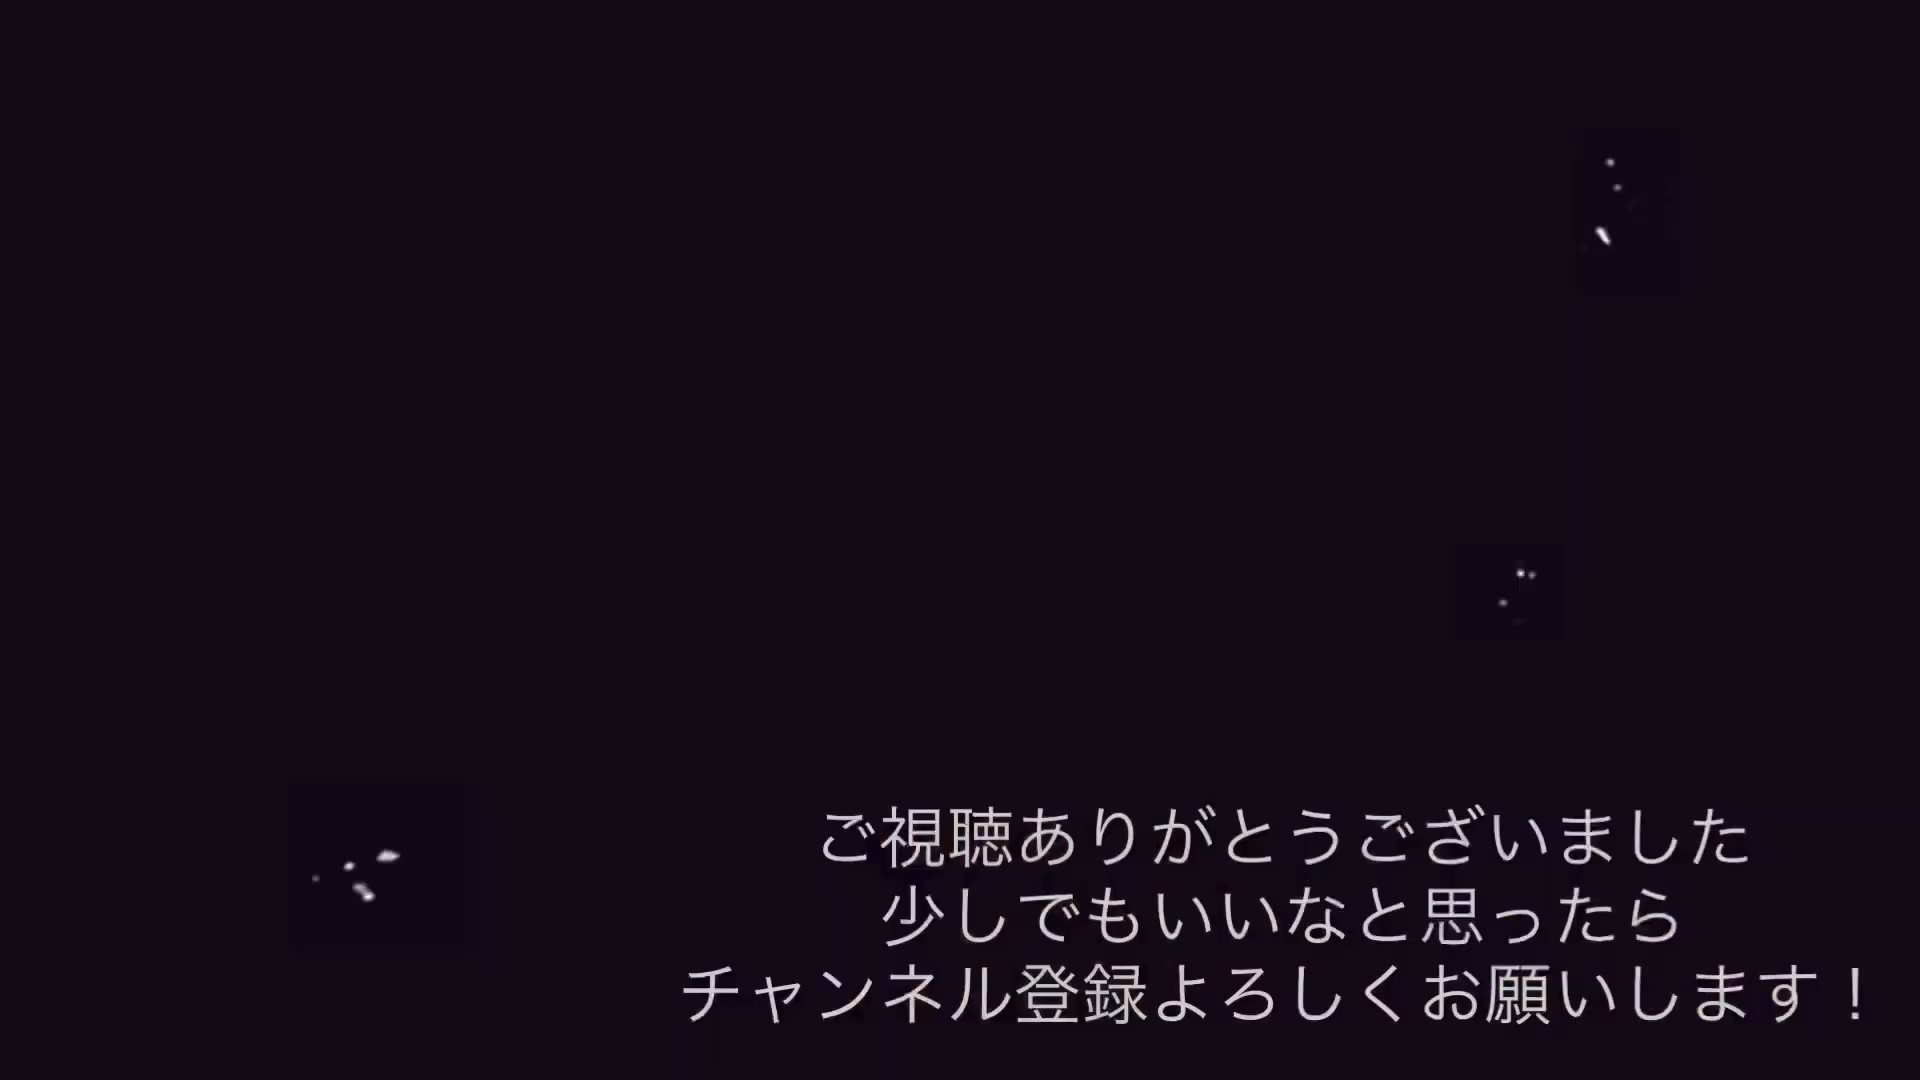 ご視聴ありがとうございました
少しでもいいなと思ったら
チャンネル登録よろしくお願いします！